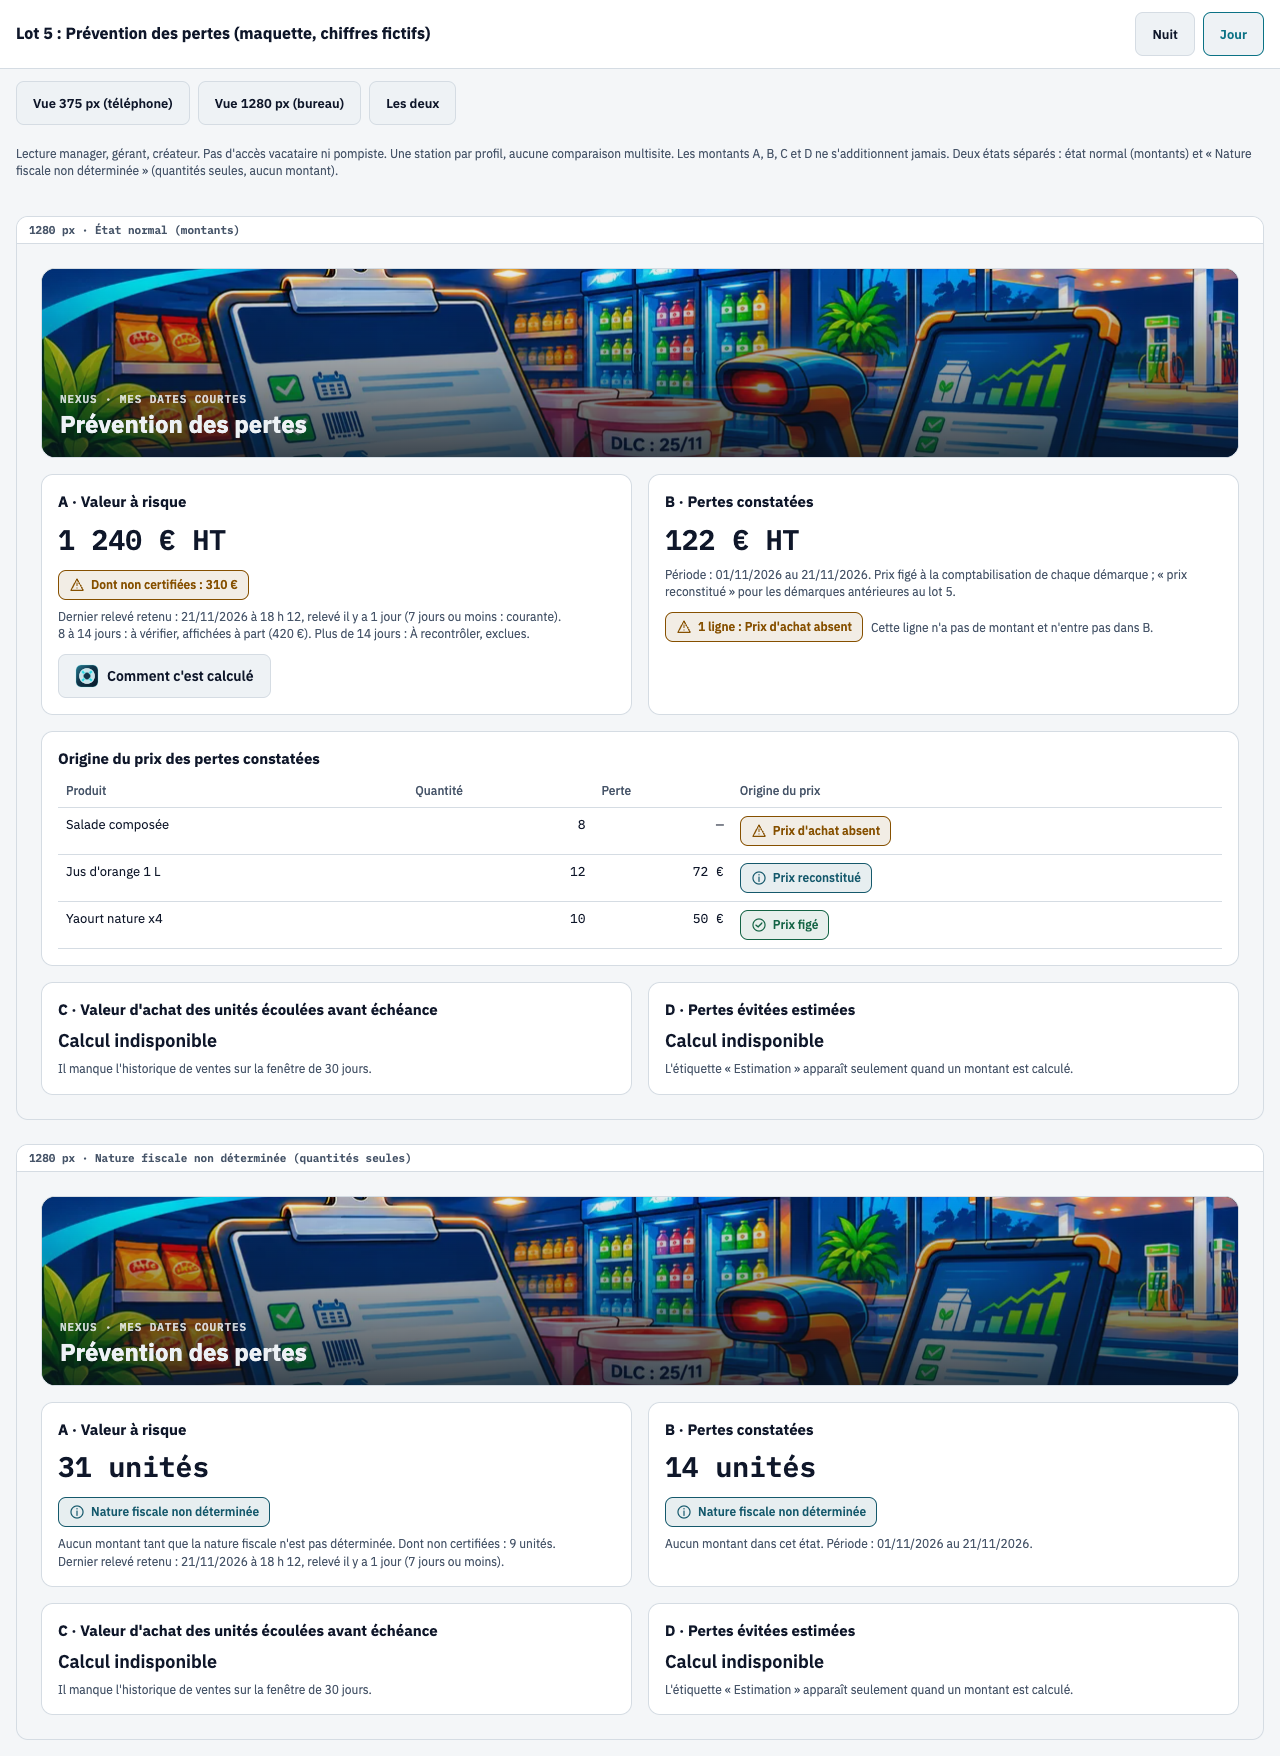 Lot 5 : Prévention des pertes (maquette, chiffres fictifs)
Nuit
Jour
Vue 375 px (téléphone)
Vue 1280 px (bureau)
Les deux
Lecture manager, gérant, créateur. Pas d'accès vacataire ni pompiste. Une station par profil, aucune comparaison multisite. Les montants A, B, C et D ne s'additionnent jamais. Deux états séparés : état normal (montants) et « Nature
fiscale non déterminée » (quantités seules, aucun montant).
1280 px · État normal (montants)
DLC : 25/11
NEXUS · MES DATES COURTES
Prévention des pertes
A · Valeur à risque
1 240 € HT
Dont non certifiées : 310 €
Dernier relevé retenu : 21/11/2026 à 18 h 12, relevé il y a 1 jour (7 jours ou moins : courante).
8 à 14 jours : à vérifier, affichées à part (420 €). Plus de 14 jours : À recontrôler, exclues.
Comment c'est calculé
B · Pertes constatées
122 € HT
Période : 01/11/2026 au 21/11/2026. Prix figé à la comptabilisation de chaque démarque ; « prix
reconstitué » pour les démarques antérieures au lot 5.
1 ligne : Prix d'achat absent
Cette ligne n'a pas de montant et n'entre pas dans B.
Origine du prix des pertes constatées
Produit Quantité Perte Origine du prix
Salade composée 8 — Prix d'achat absent
Jus d'orange 1 L 12 72 € Prix reconstitué
Yaourt nature x4 10 50 € Prix figé
C · Valeur d'achat des unités écoulées avant échéance
Calcul indisponible
Il manque l'historique de ventes sur la fenêtre de 30 jours.
D · Pertes évitées estimées
Calcul indisponible
L'étiquette « Estimation » apparaît seulement quand un montant est calculé.
1280 px · Nature fiscale non déterminée (quantités seules)
DLC : 25/11
NEXUS · MES DATES COURTES
Prévention des pertes
A · Valeur à risque
31 unités
Nature fiscale non déterminée
Aucun montant tant que la nature fiscale n'est pas déterminée. Dont non certifiées : 9 unités.
Dernier relevé retenu : 21/11/2026 à 18 h 12, relevé il y a 1 jour (7 jours ou moins).
B · Pertes constatées
14 unités
Nature fiscale non déterminée
Aucun montant dans cet état. Période : 01/11/2026 au 21/11/2026.
C · Valeur d'achat des unités écoulées avant échéance
Calcul indisponible
Il manque l'historique de ventes sur la fenêtre de 30 jours.
D · Pertes évitées estimées
Calcul indisponible
L'étiquette « Estimation » apparaît seulement quand un montant est calculé.